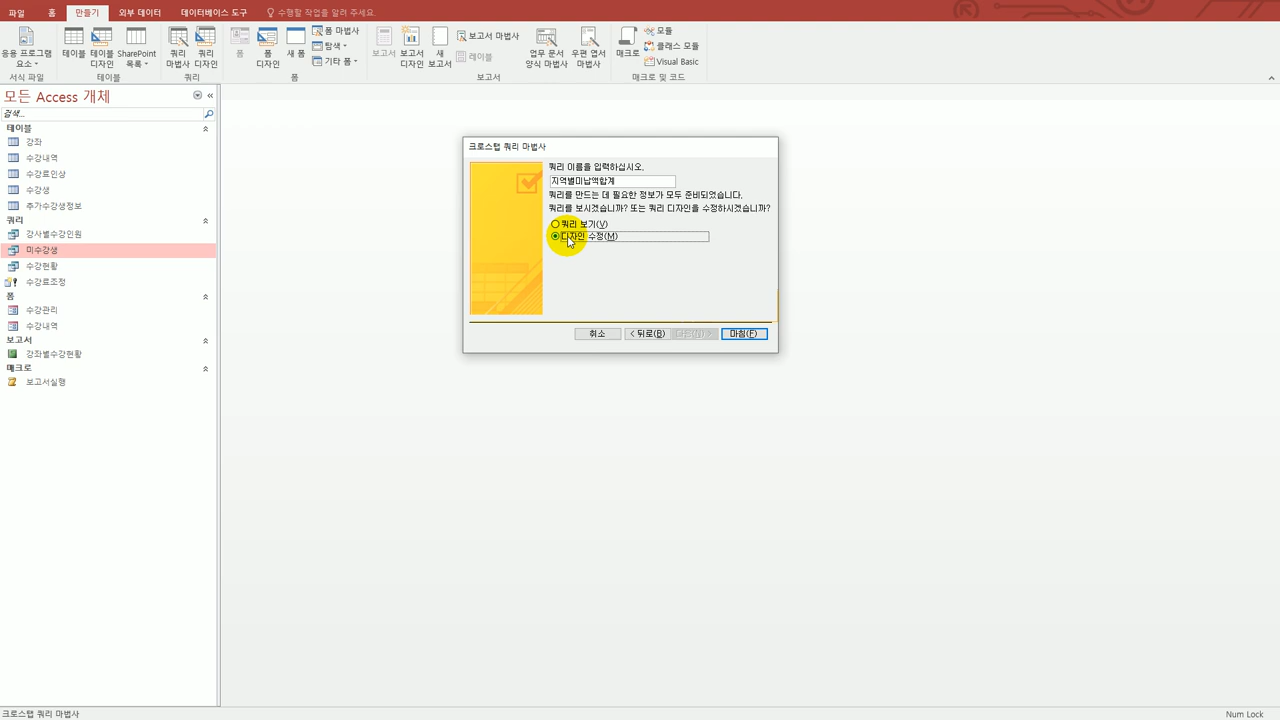 파일 홈 만들기 외부 데이터 데이터베이스 도구 수행할 작업을 알려 주세요.
응용 프로그램 요소
테이블
테이블 디자인
SharePoint 목록
쿼리 마법사
쿼리 디자인
폼
폼 디자인
새 폼
폼 마법사
탐색
기타 폼
보고서
보고서 디자인
새 보고서
보고서 마법사
레이블
업무 문서 양식 마법사
우편 엽서 마법사
매크로
모듈
클래스 모듈
Visual Basic
서식 파일 테이블 쿼리 폼 보고서 매크로 및 코드
모든 Access 개체
검색...
테이블
강좌
수강내역
수강료인상
수강생
추가수강생정보
쿼리
강사별수강인원
미수강생
수강현황
수강료조정
폼
수강관리
수강내역
보고서
강좌별수강현황
매크로
보고서실행
크로스탭 쿼리 마법사
쿼리 이름을 입력하십시오.
지역별미납액합계
쿼리를 만드는 데 필요한 정보가 모두 준비되었습니다.
쿼리를 보시겠습니까? 또는 쿼리 디자인을 수정하시겠습니까?
쿼리 보기(V)
디자인 수정(M)
취소 < 뒤로(B) 다음(N) > 마침(F)
크로스탭 쿼리 마법사 Num Lock